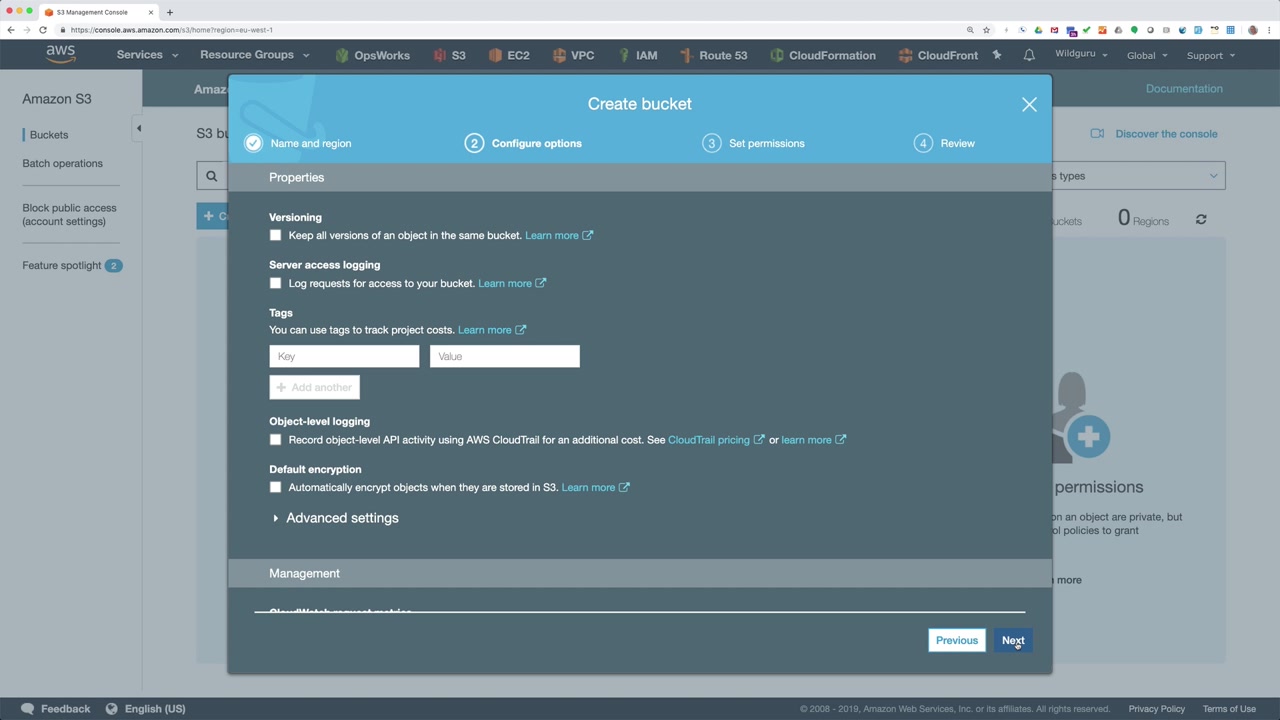 S3 Management Console
https://console.aws.amazon.com/s3/home?region=eu-west-1
aws
Services
Resource Groups
OpsWorks
S3
EC2
VPC
IAM
Route 53
CloudFormation
CloudFront
Wildguru
Global
Support
Amazon S3
Buckets
Batch operations
Block public access
(account settings)
Feature spotlight 2
Amaz
Documentation
S3 bu
Discover the console
s types
+ C
uckets
0 Regions
permissions
on an object are private, but
ol policies to grant
n more
Create bucket
Name and region
2 Configure options
3 Set permissions
4 Review
Properties
Versioning
Keep all versions of an object in the same bucket. Learn more
Server access logging
Log requests for access to your bucket. Learn more
Tags
You can use tags to track project costs. Learn more
Key
Value
+ Add another
Object-level logging
Record object-level API activity using AWS CloudTrail for an additional cost. See CloudTrail pricing or learn more
Default encryption
Automatically encrypt objects when they are stored in S3. Learn more
Advanced settings
Management
CloudWatch request metrics
Previous
Next
Feedback
English (US)
© 2008 - 2019, Amazon Web Services, Inc. or its affiliates. All rights reserved.
Privacy Policy
Terms of Use